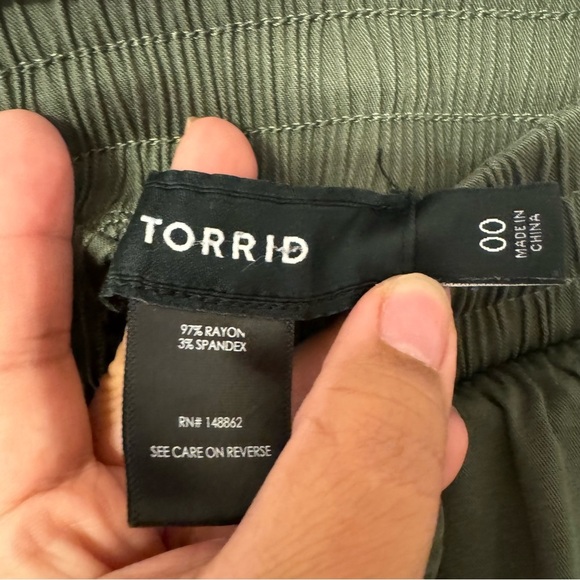 TORRID
00
MADE IN
CHINA
97% RAYON
3% SPANDEX
RN# 148862
SEE CARE ON REVERSE